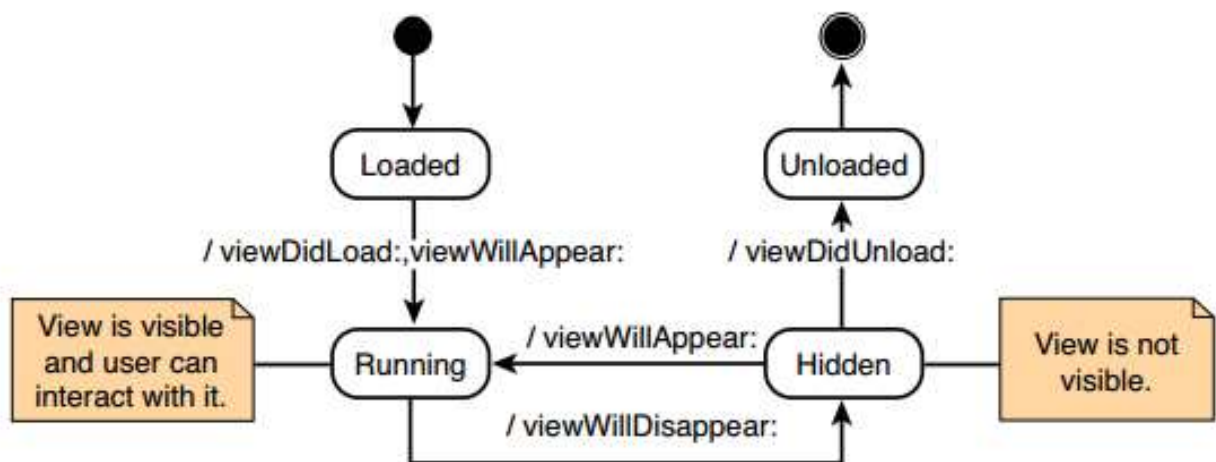 Loaded
Unloaded
/ viewDidLoad:,viewWillAppear:
/ viewDidUnload:
View is visible
and user can
interact with it.
Running
/ viewWillAppear:
Hidden
View is not
visible.
/ viewWillDisappear: